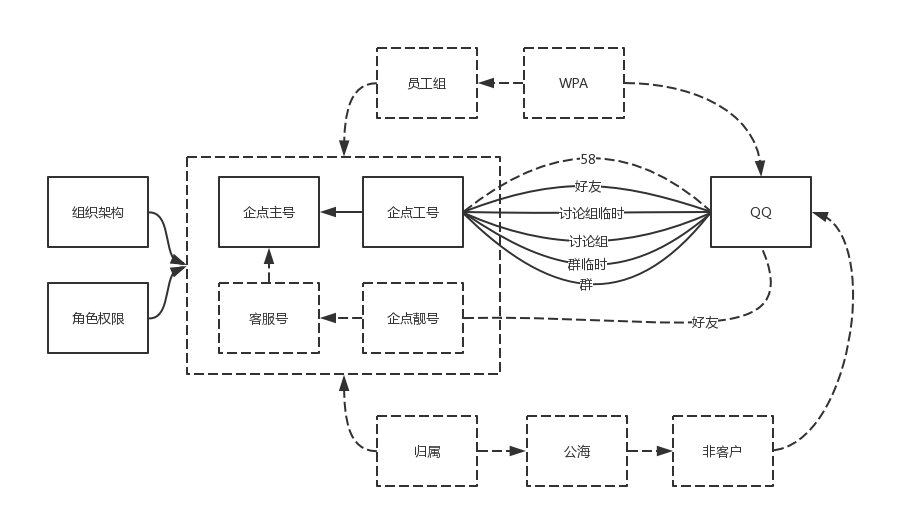 员工组
WPA
58
组织架构
企点主号
企点工号
好友
讨论组临时
讨论组
群临时
群
QQ
角色权限
客服号
企点靓号
好友
归属
公海
非客户